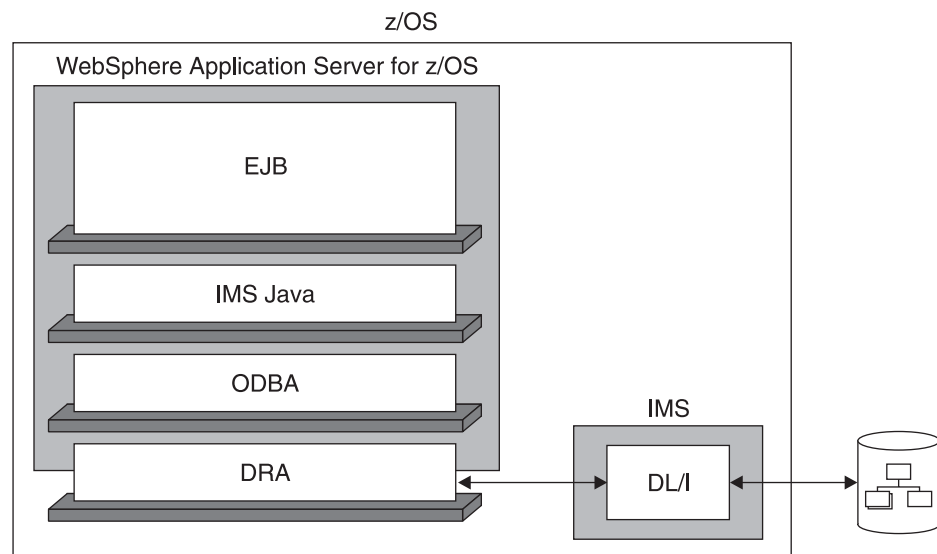 z/OS
WebSphere Application Server for z/OS
EJB
IMS Java
ODBA
IMS
DRA
DL/I